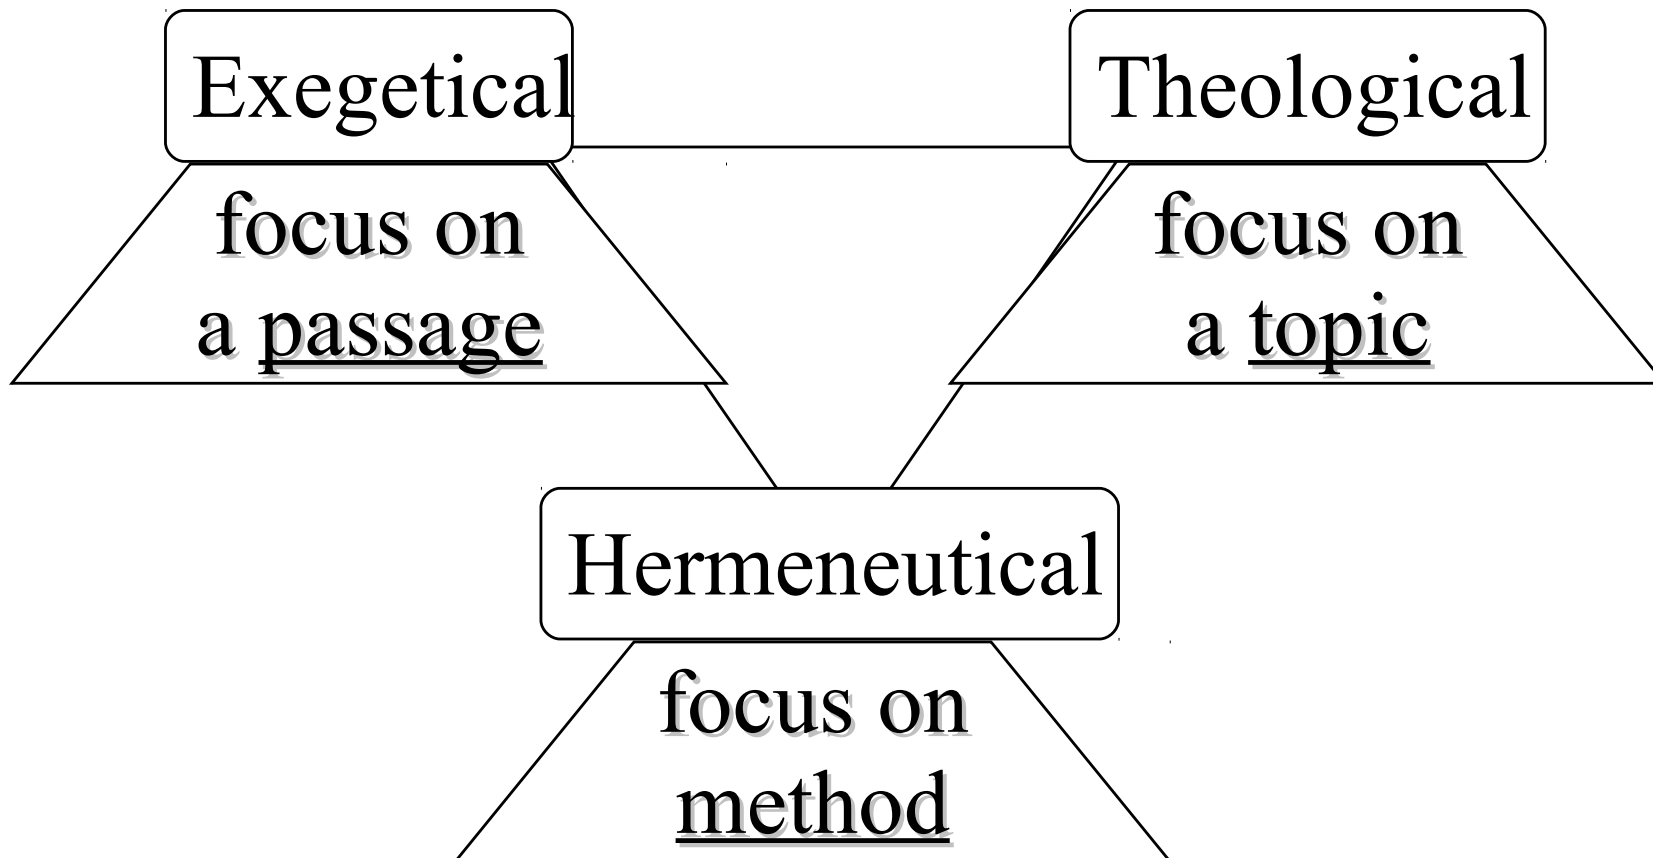 Exegetical
focus on
a passage
Theological
focus on
a topic
Hermeneutical
focus on
method